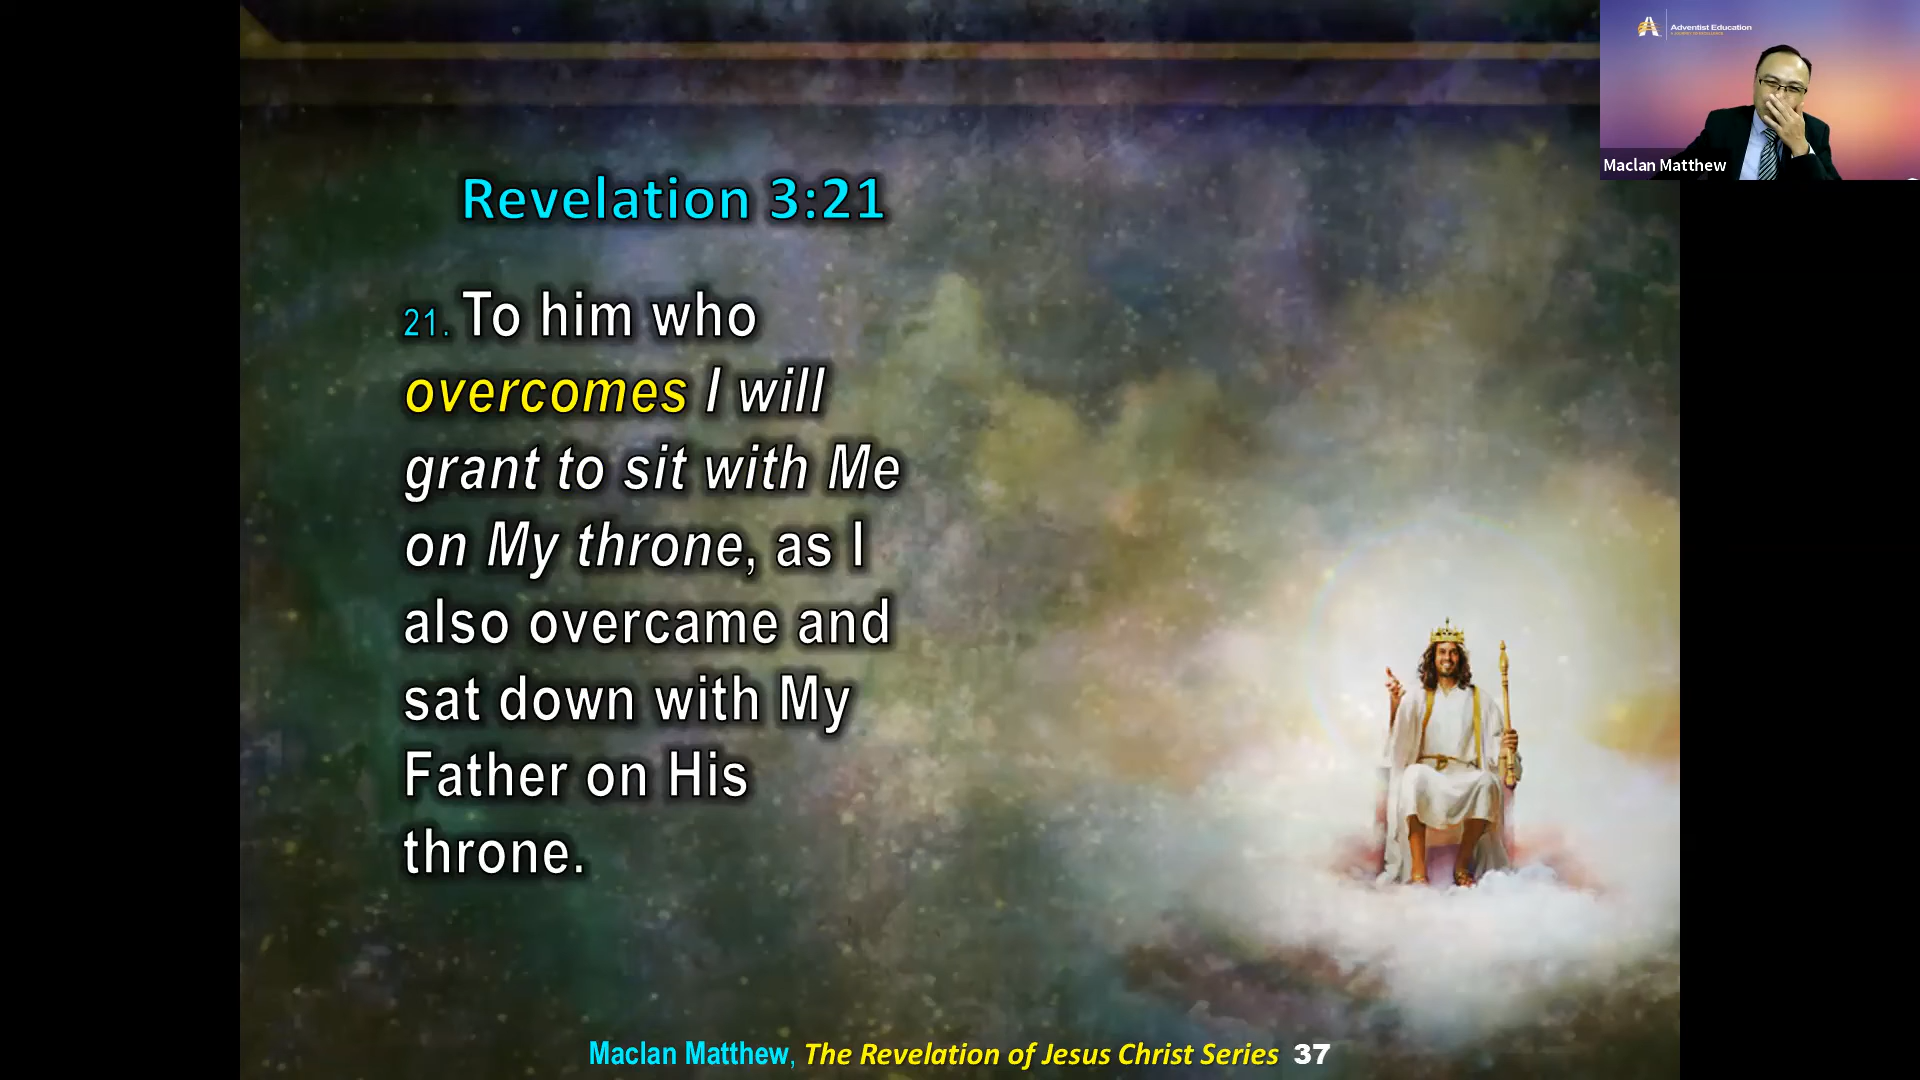 Adventist Education
Maclan Matthew
Revelation 3:21
21. To him who
overcomes I will
grant to sit with Me
on My throne, as I
also overcame and
sat down with My
Father on His
throne.
Maclan Matthew, The Revelation of Jesus Christ Series 37